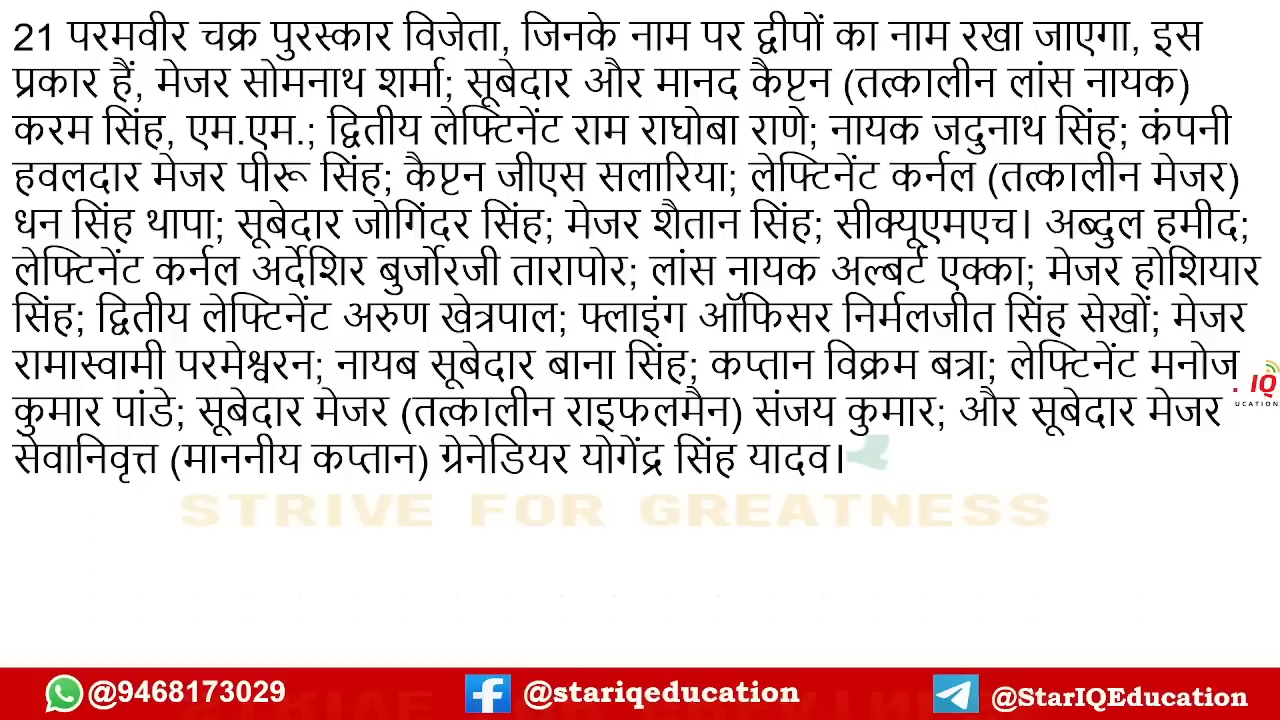 21 परमवीर चक्र पुरस्कार विजेता, जिनके नाम पर द्वीपों का नाम रखा जाएगा, इस
प्रकार हैं, मेजर सोमनाथ शर्मा; सूबेदार और मानद कैप्टन (तत्कालीन लांस नायक)
करम सिंह, एम.एम.; द्वितीय लेफ्टिनेंट राम राघोबा राणे; नायक जदुनाथ सिंह; कंपनी
हवलदार मेजर पीरू सिंह; कैप्टन जीएस सलारिया; लेफ्टिनेंट कर्नल (तत्कालीन मेजर)
धन सिंह थापा; सूबेदार जोगिंदर सिंह; मेजर शैतान सिंह; सीक्यूएमएच। अब्दुल हमीद;
लेफ्टिनेंट कर्नल अर्देशिर बुर्जोरजी तारापोर; लांस नायक अल्बर्ट एक्का; मेजर होशियार
सिंह; द्वितीय लेफ्टिनेंट अरुण खेत्रपाल; फ्लाइंग ऑफिसर निर्मलजीत सिंह सेखों; मेजर
रामास्वामी परमेश्वरन; नायब सूबेदार बाना सिंह; कप्तान विक्रम बत्रा; लेफ्टिनेंट मनोज
कुमार पांडे; सूबेदार मेजर (तत्कालीन राइफलमैन) संजय कुमार; और सूबेदार मेजर
सेवानिवृत्त (माननीय कप्तान) ग्रेनेडियर योगेंद्र सिंह यादव।
. IQ
UCATION
STRIVE FOR GREATNESS
@9468173029 @stariqeducation @StarIQEducation